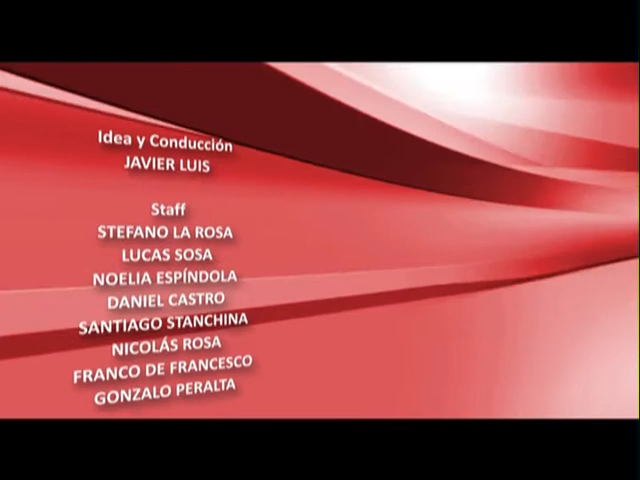 Idea y Conducción
JAVIER LUIS
Staff
STEFANO LA ROSA
LUCAS SOSA
NOELIA ESPÍNDOLA
DANIEL CASTRO
SANTIAGO STANCHINA
NICOLÁS ROSA
FRANCO DE FRANCESCO
GONZALO PERALTA